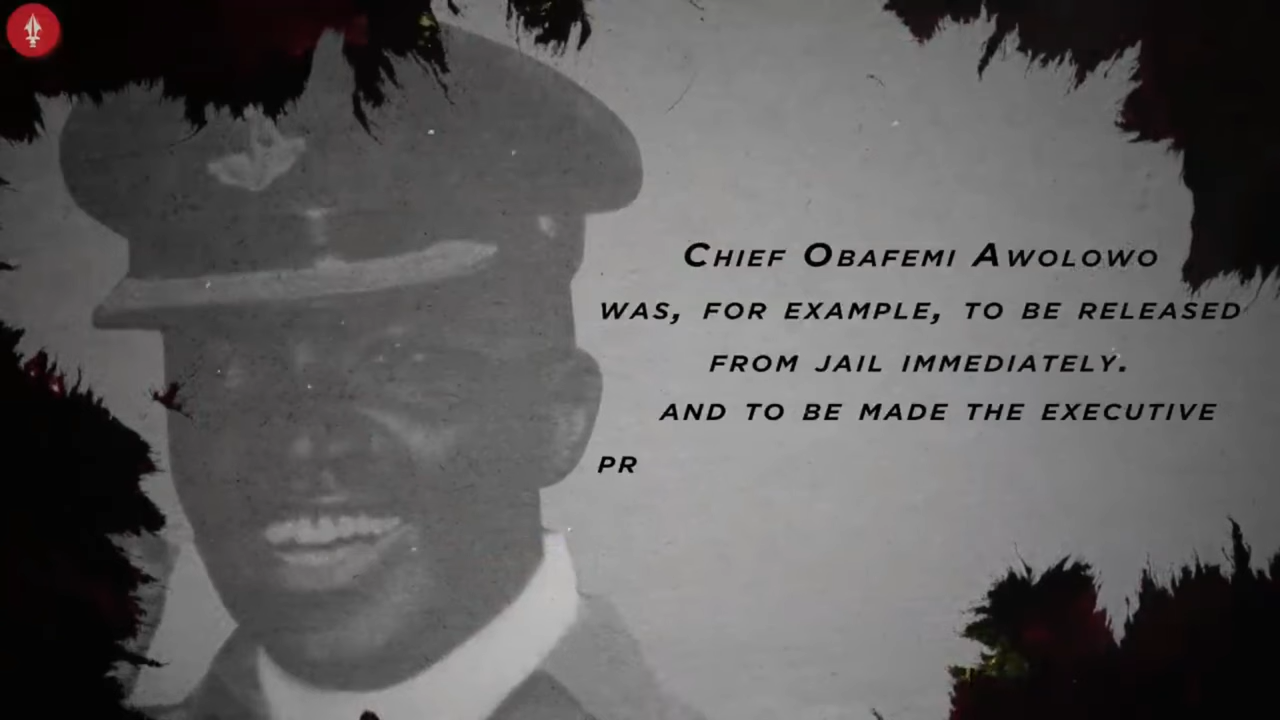 Chief Obafemi Awolowo
was, for example, to be released
from jail immediately.
and to be made the executive
pr